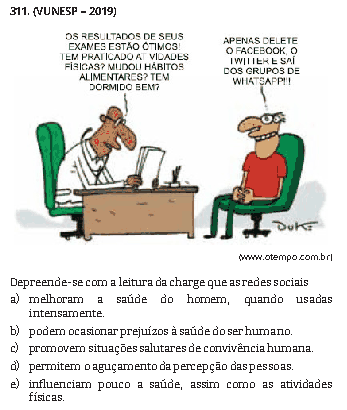 311. (VUNESP – 2019)
OS RESULTADOS DE SEUS
EXAMES ESTÃO ÓTIMOS!
TEM PRATICADO ATIVIDADES
FÍSICAS? MUDOU HÁBITOS
ALIMENTARES? TEM
DORMIDO BEM?
APENAS DELETE
O FACEBOOK, O
TWITTER E SAÍ
DOS GRUPOS DE
WHATSAPP!!!
DUKE
(www.otempo.com.br)
Depreende-se com a leitura da charge que as redes sociais
a) melhoram a saúde do homem, quando usadas
intensamente.
b) podem ocasionar prejuízos à saúde do ser humano.
c) promovem situações salutares de convivência humana.
d) permitem o aguçamento da percepção das pessoas.
e) influenciam pouco a saúde, assim como as atividades
físicas.